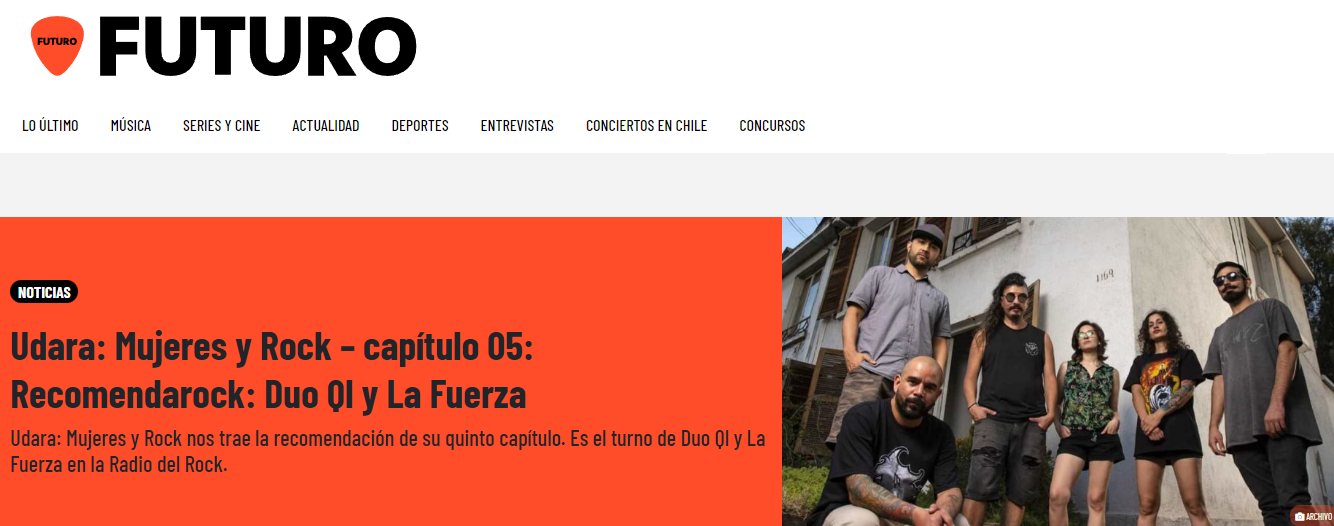 FUTURO
FUTURO
LO ÚLTIMO MÚSICA SERIES Y CINE ACTUALIDAD DEPORTES ENTREVISTAS CONCIERTOS EN CHILE CONCURSOS
NOTICIAS
Udara: Mujeres y Rock – capítulo 05:
Recomendarock: Duo QI y La Fuerza
Udara: Mujeres y Rock nos trae la recomendación de su quinto capítulo. Es el turno de Duo QI y La
Fuerza en la Radio del Rock.
1169
ARCHIVO